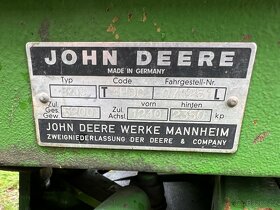 JOHN DEERE
MADE IN GERMANY
Typ Code Fahrgestell-Nr.
T L
Zul. Ges. Gew. Zul. Achsl. vorn hinten kp
JOHN DEERE WERKE MANNHEIM
ZWEIGNIEDERLASSUNG DER DEERE & COMPANY